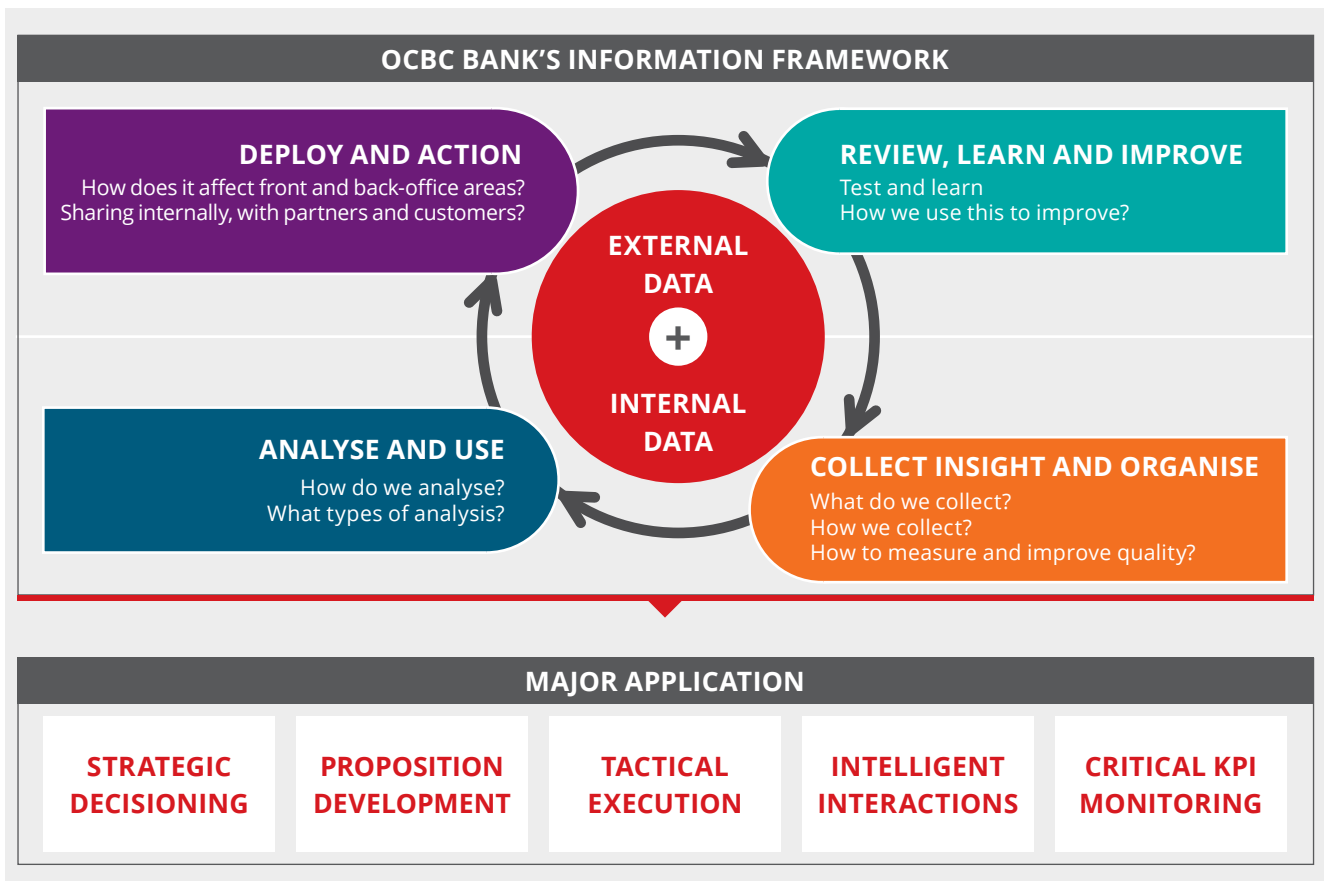 OCBC BANK’S INFORMATION FRAMEWORK
DEPLOY AND ACTION
How does it affect front and back-office areas?
Sharing internally, with partners and customers?
REVIEW, LEARN AND IMPROVE
Test and learn
How we use this to improve?
EXTERNAL
DATA
+
INTERNAL
DATA
ANALYSE AND USE
How do we analyse?
What types of analysis?
COLLECT INSIGHT AND ORGANISE
What do we collect?
How we collect?
How to measure and improve quality?
MAJOR APPLICATION
STRATEGIC
DECISIONING
PROPOSITION
DEVELOPMENT
TACTICAL
EXECUTION
INTELLIGENT
INTERACTIONS
CRITICAL KPI
MONITORING